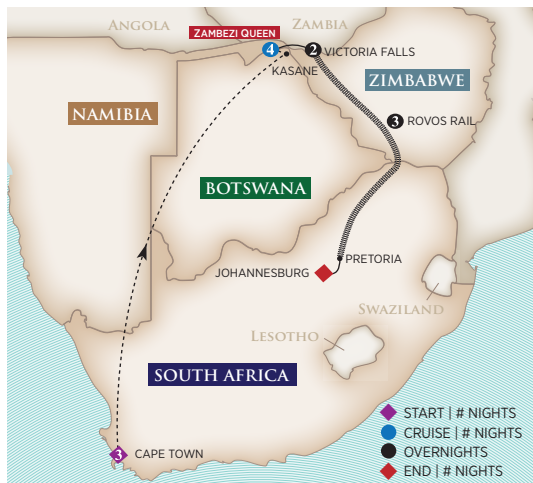 ANGOLA
ZAMBIA
ZAMBEZI QUEEN
4
2 VICTORIA FALLS
KASANE
ZIMBABWE
NAMIBIA
3 ROVOS RAIL
BOTSWANA
PRETORIA
JOHANNESBURG
SWAZILAND
LESOTHO
SOUTH AFRICA
3 CAPE TOWN
START | # NIGHTS
CRUISE | # NIGHTS
OVERNIGHTS
END | # NIGHTS